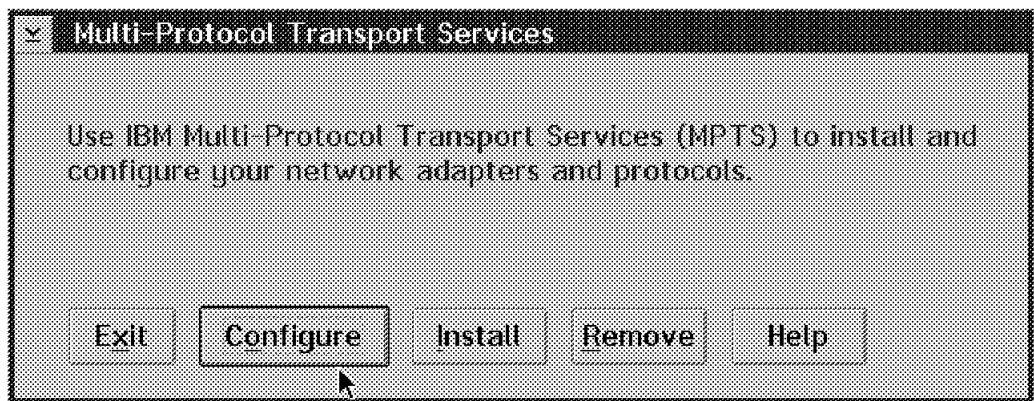 Multi-Protocol Transport Services
Use IBM Multi-Protocol Transport Services (MPTS) to install and
configure your network adapters and protocols.
Exit Configure Install Remove Help